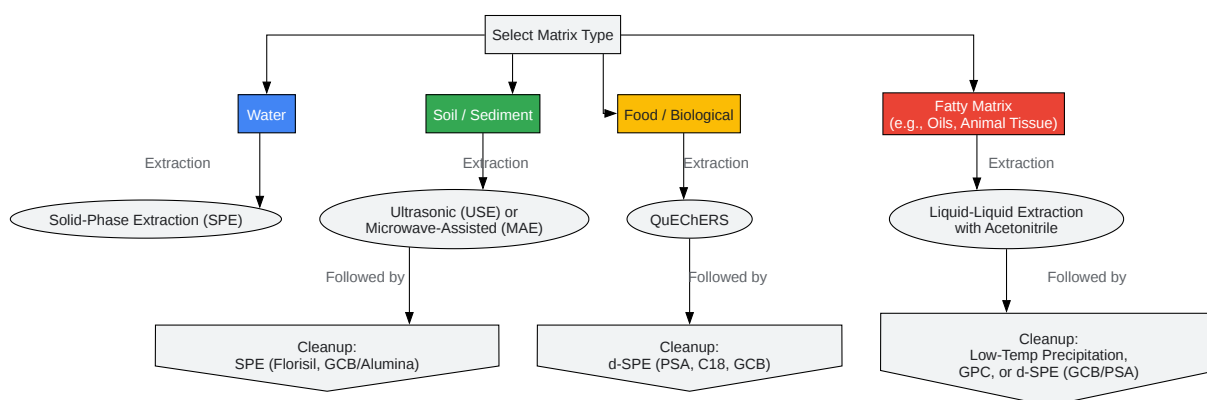 Select Matrix Type
Water
Soil / Sediment
Food / Biological
Fatty Matrix
(e.g., Oils, Animal Tissue)
Extraction
Extraction
Extraction
Extraction
Solid-Phase Extraction (SPE)
Ultrasonic (USE) or
Microwave-Assisted (MAE)
QuEChERS
Liquid-Liquid Extraction
with Acetonitrile
Followed by
Followed by
Followed by
Cleanup:
SPE (Florisil, GCB/Alumina)
Cleanup:
d-SPE (PSA, C18, GCB)
Cleanup:
Low-Temp Precipitation,
GPC, or d-SPE (GCB/PSA)